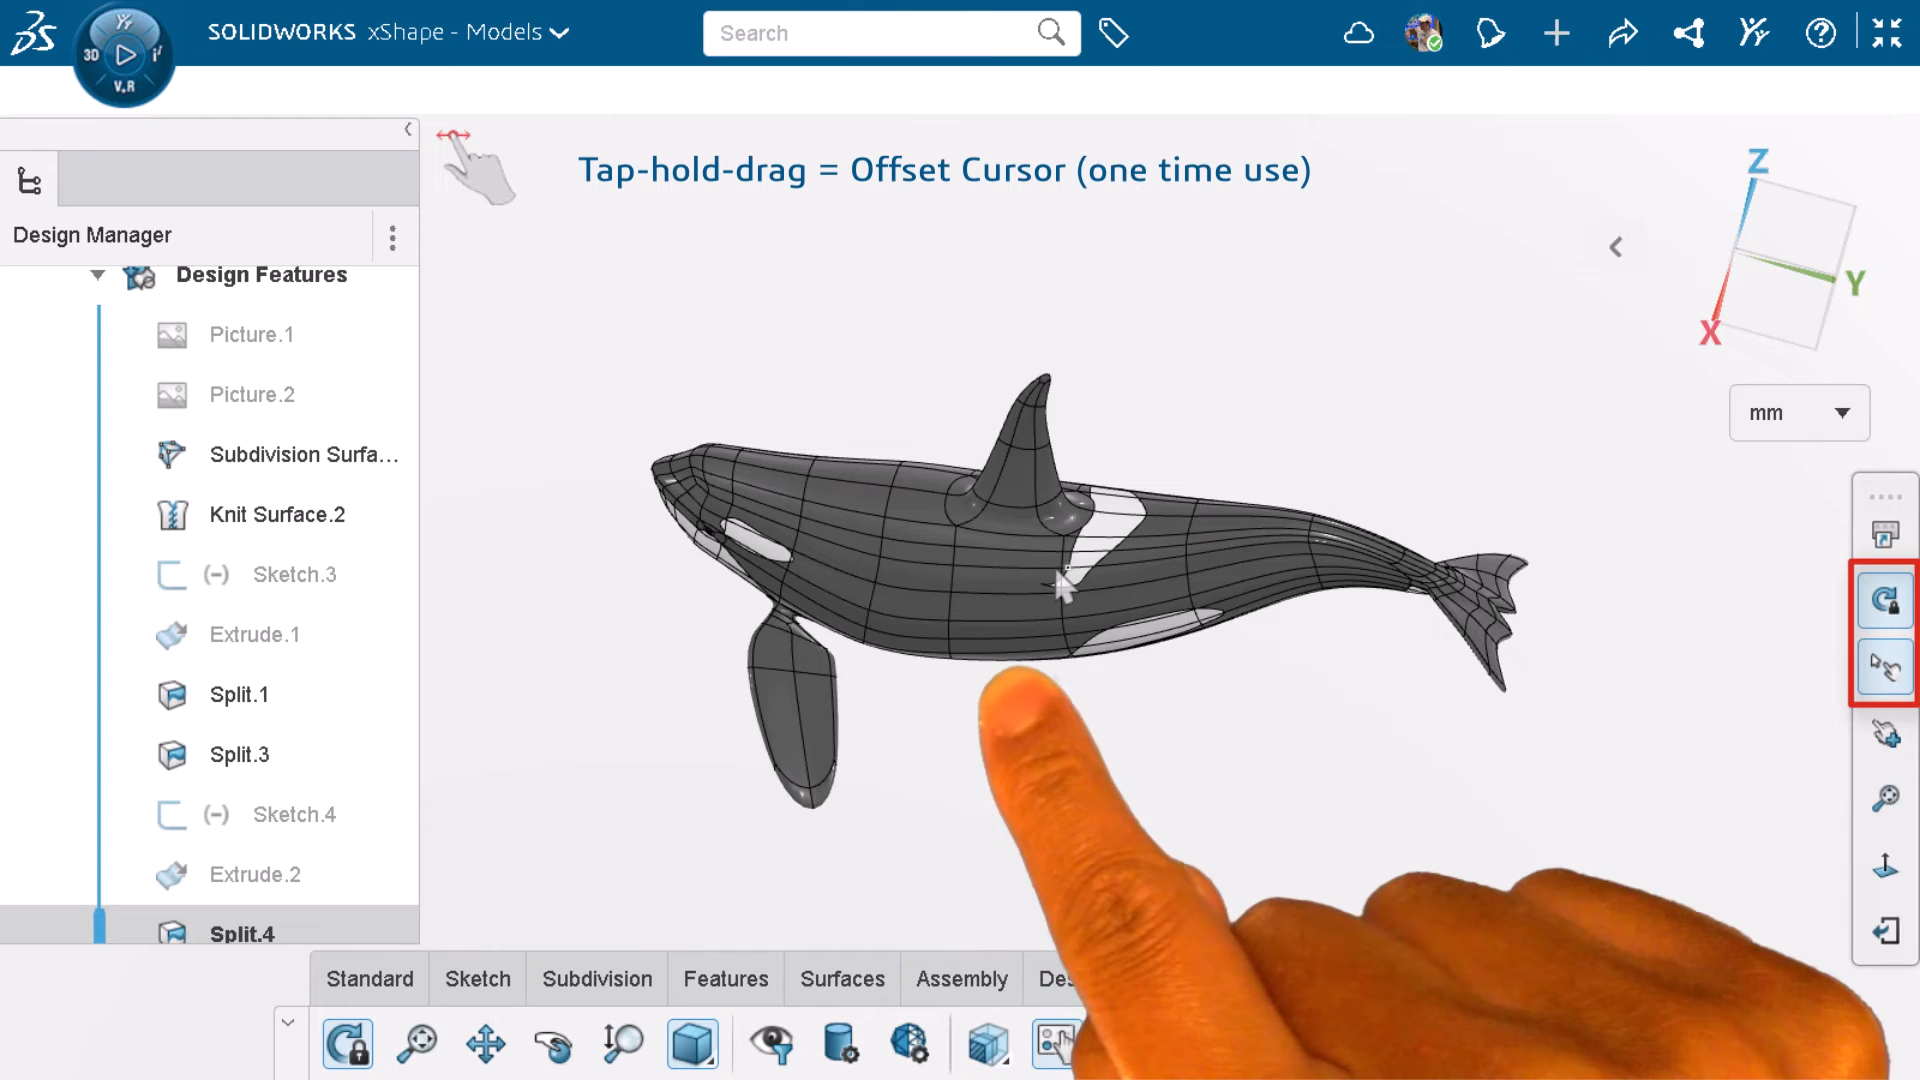 SOLIDWORKS xShape - Models
Search
3D
V.R
Tap-hold-drag = Offset Cursor (one time use)
Z
Y
X
Design Manager
Design Features
Picture.1
Picture.2
mm
Subdivision Surfa...
Knit Surface.2
(-) Sketch.3
Extrude.1
Split.1
Split.3
(-) Sketch.4
Extrude.2
Split.4
Standard Sketch Subdivision Features Surfaces Assembly Des